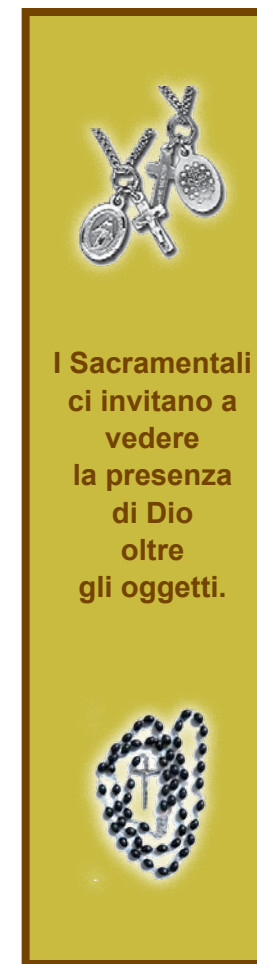 I Sacramentali
ci invitano a
vedere
la presenza
di Dio
oltre
gli oggetti.